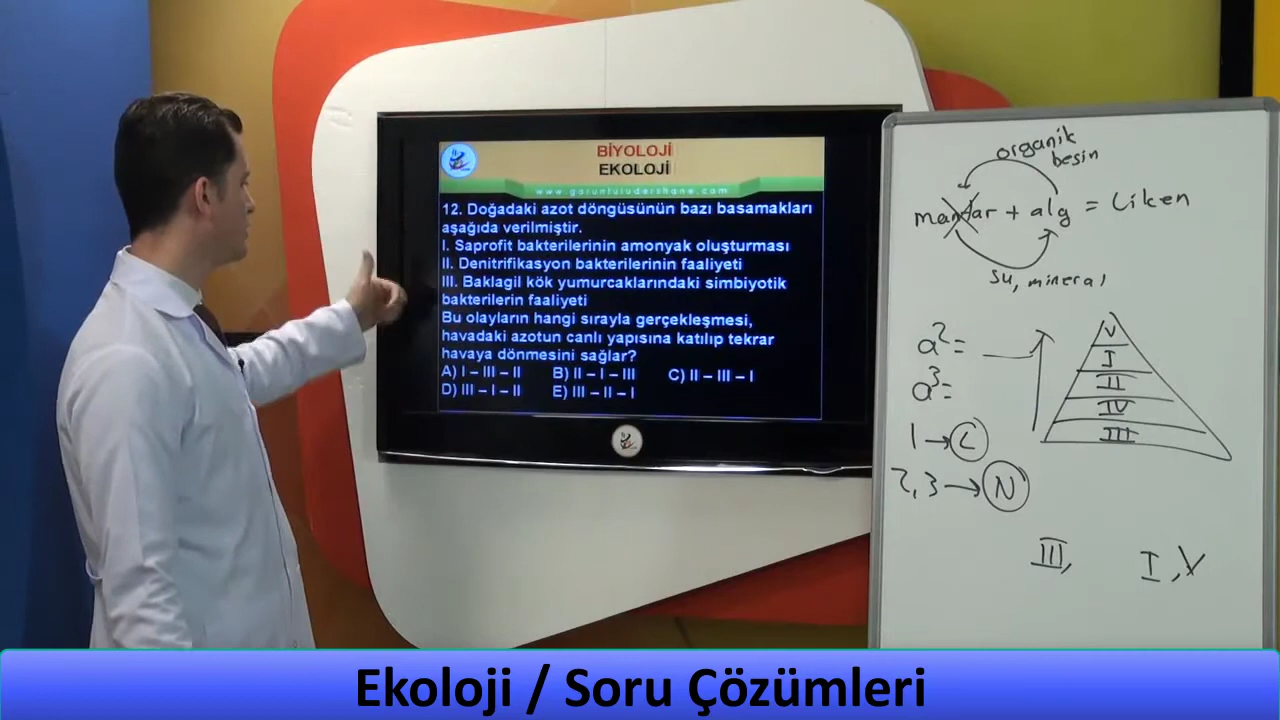 BİYOLOJİ
EKOLOJİ
www.goruntuludershane.com
12. Doğadaki azot döngüsünün bazı basamakları
aşağıda verilmiştir.
I. Saprofit bakterilerinin amonyak oluşturması
II. Denitrifikasyon bakterilerinin faaliyeti
III. Baklagil kök yumurcaklarındaki simbiyotik
bakterilerin faaliyeti
Bu olayların hangi sırayla gerçekleşmesi,
havadaki azotun canlı yapısına katılıp tekrar
havaya dönmesini sağlar?
A) I – III – II B) II – I – III C) II – III – I
D) III – I – II E) III – II – I
organik
besin
mantar + alg = Liken
su, mineral
a²=
a³=
1→C
2,3→N
V
I
II
IV
III
III, I, V
Ekoloji / Soru Çözümleri